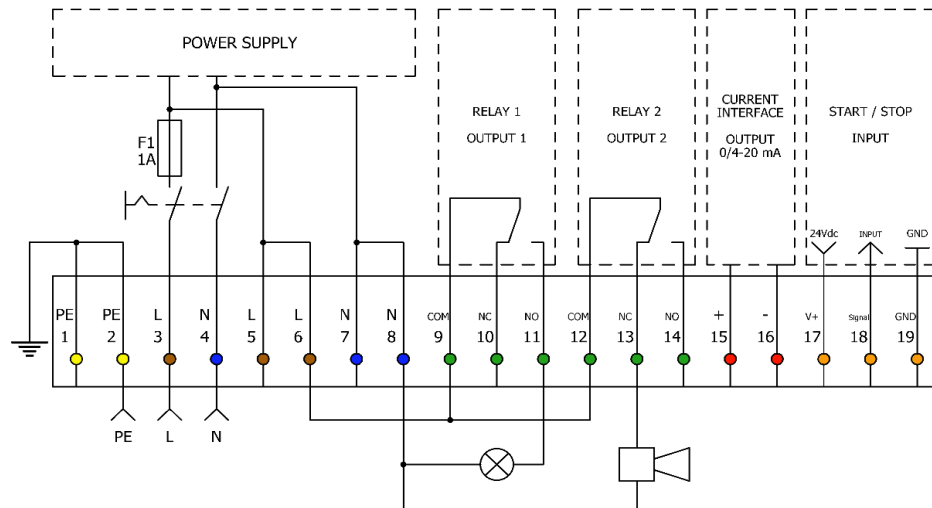 POWER SUPPLY
F1
1A
RELAY 1
OUTPUT 1
RELAY 2
OUTPUT 2
CURRENT
INTERFACE
OUTPUT
0/4-20 mA
START / STOP
INPUT
24Vdc
INPUT
GND
PE
1
PE
2
L
3
N
4
L
5
L
6
N
7
N
8
COM
9
NC
10
NO
11
COM
12
NC
13
NO
14
+
15
-
16
V+
17
Signal
18
GND
19
PE
L
N